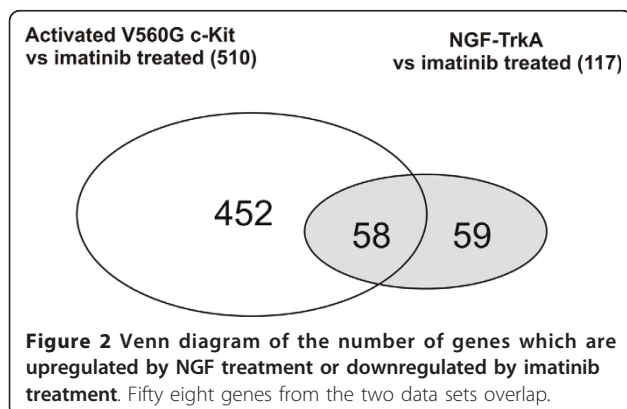 Activated V560G c-Kit
vs imatinib treated (510)
NGF-TrkA
vs imatinib treated (117)
452
58
59
Figure 2 Venn diagram of the number of genes which are
upregulated by NGF treatment or downregulated by imatinib
treatment. Fifty eight genes from the two data sets overlap.